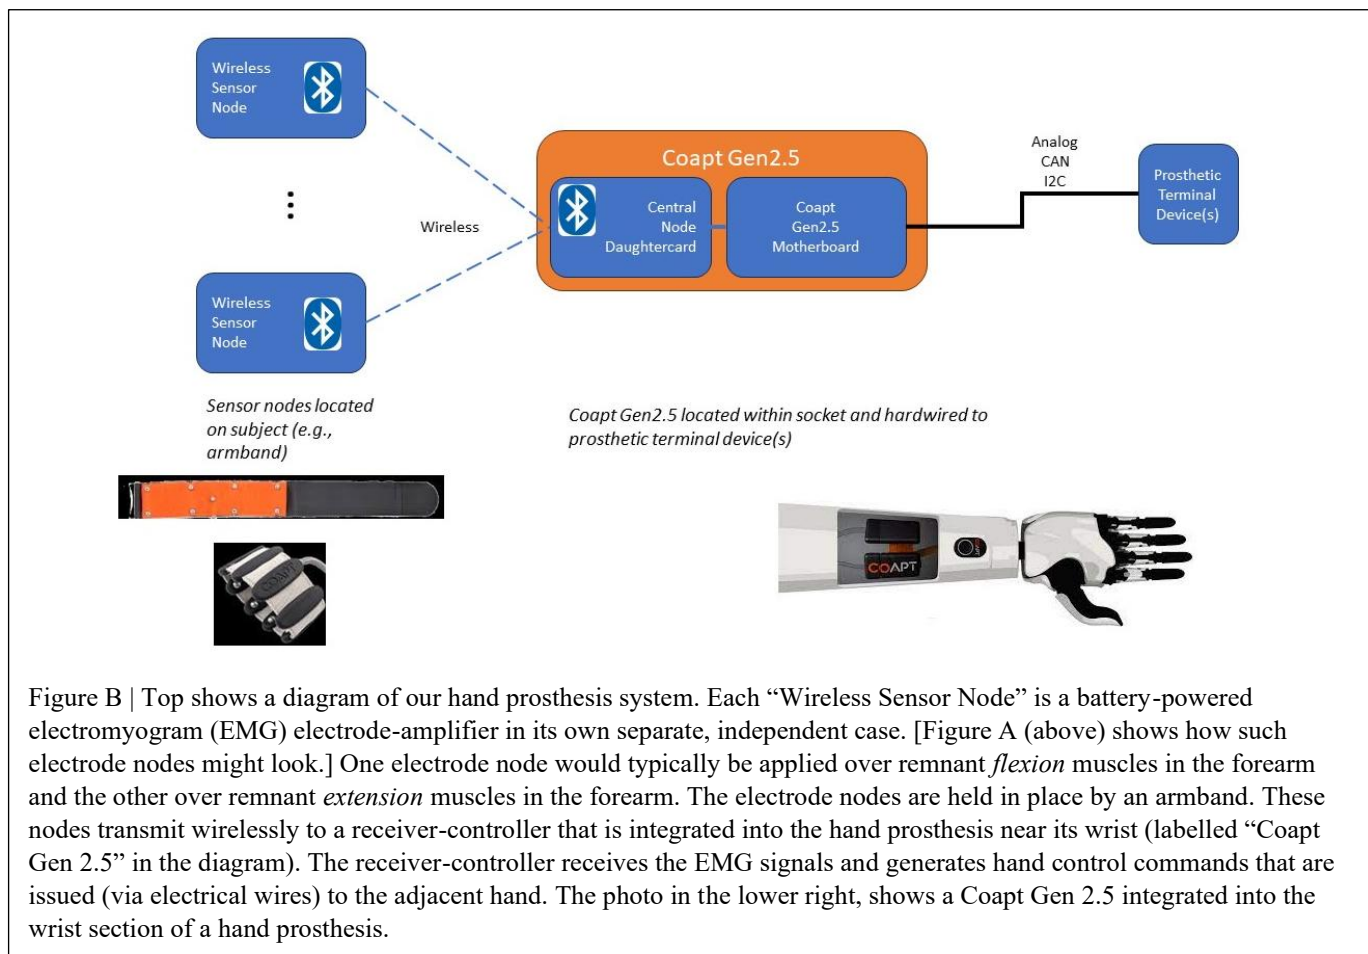 Wireless
Sensor
Node
Wireless
Coapt Gen2.5
Central
Node
Daughtercard
Coapt
Gen2.5
Motherboard
Analog
CAN
I2C
Prosthetic
Terminal
Device(s)
Wireless
Sensor
Node
Sensor nodes located
on subject (e.g.,
armband)
Coapt Gen2.5 located within socket and hardwired to
prosthetic terminal device(s)
COAPT
COAPT
Figure B | Top shows a diagram of our hand prosthesis system. Each “Wireless Sensor Node” is a battery-powered
electromyogram (EMG) electrode-amplifier in its own separate, independent case. [Figure A (above) shows how such
electrode nodes might look.] One electrode node would typically be applied over remnant flexion muscles in the forearm
and the other over remnant extension muscles in the forearm. The electrode nodes are held in place by an armband. These
nodes transmit wirelessly to a receiver-controller that is integrated into the hand prosthesis near its wrist (labelled “Coapt
Gen 2.5” in the diagram). The receiver-controller receives the EMG signals and generates hand control commands that are
issued (via electrical wires) to the adjacent hand. The photo in the lower right, shows a Coapt Gen 2.5 integrated into the
wrist section of a hand prosthesis.